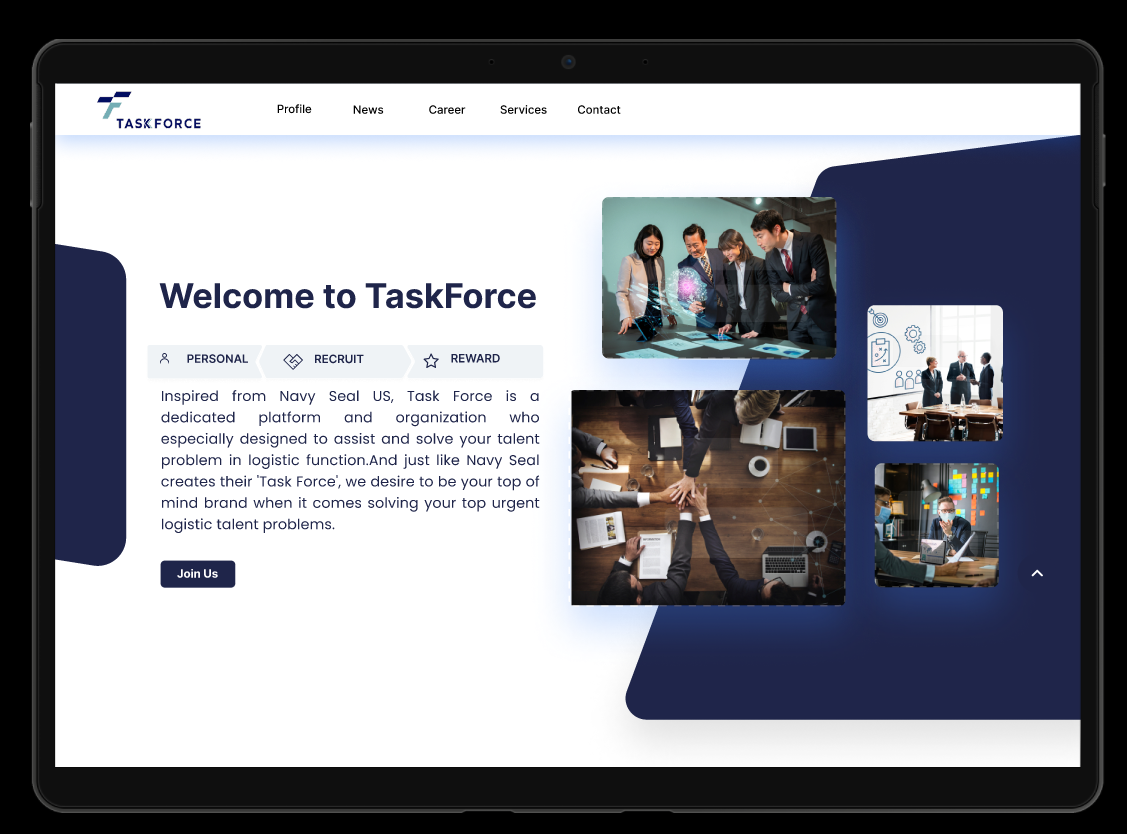 TASKFORCE
Profile News Career Services Contact
Welcome to TaskForce
PERSONAL RECRUIT REWARD
Inspired from Navy Seal US, Task Force is a
dedicated platform and organization who
especially designed to assist and solve your talent
problem in logistic function.And just like Navy Seal
creates their 'Task Force', we desire to be your top of
mind brand when it comes solving your top urgent
logistic talent problems.
Join Us